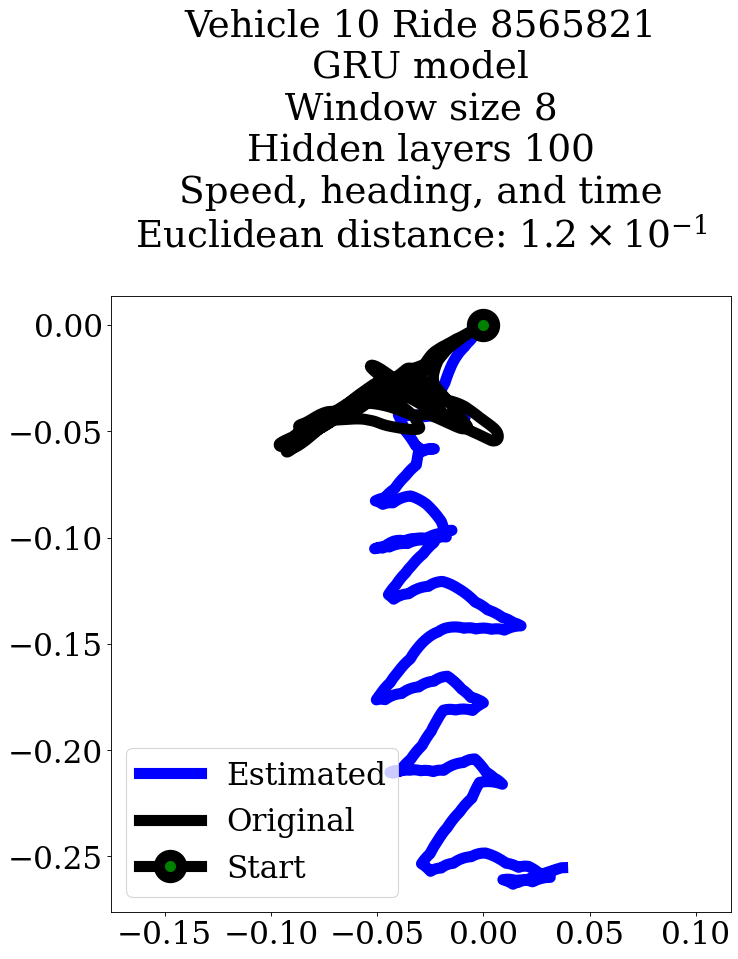 Vehicle 10 Ride 8565821
GRU model
Window size 8
Hidden layers 100
Speed, heading, and time
Euclidean distance: 1.2 × 10⁻¹
0.00
−0.05
−0.10
−0.15
−0.20
−0.25
Estimated
Original
Start
−0.15 −0.10 −0.05 0.00 0.05 0.10